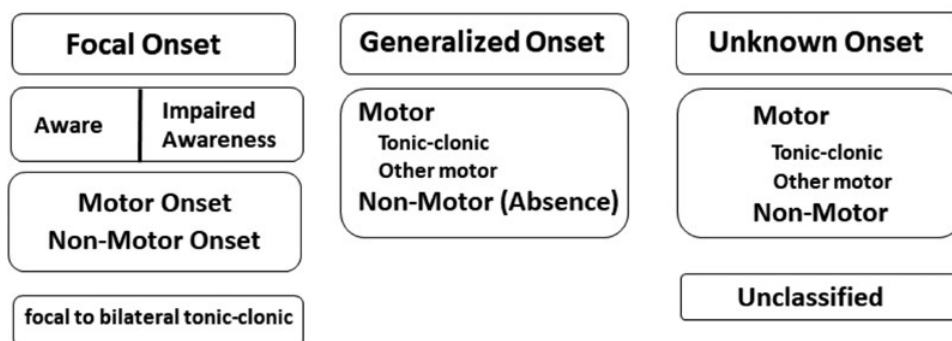 Focal Onset
Aware
Impaired
Awareness
Motor Onset
Non-Motor Onset
focal to bilateral tonic-clonic
Generalized Onset
Motor
Tonic-clonic
Other motor
Non-Motor (Absence)
Unknown Onset
Motor
Tonic-clonic
Other motor
Non-Motor
Unclassified